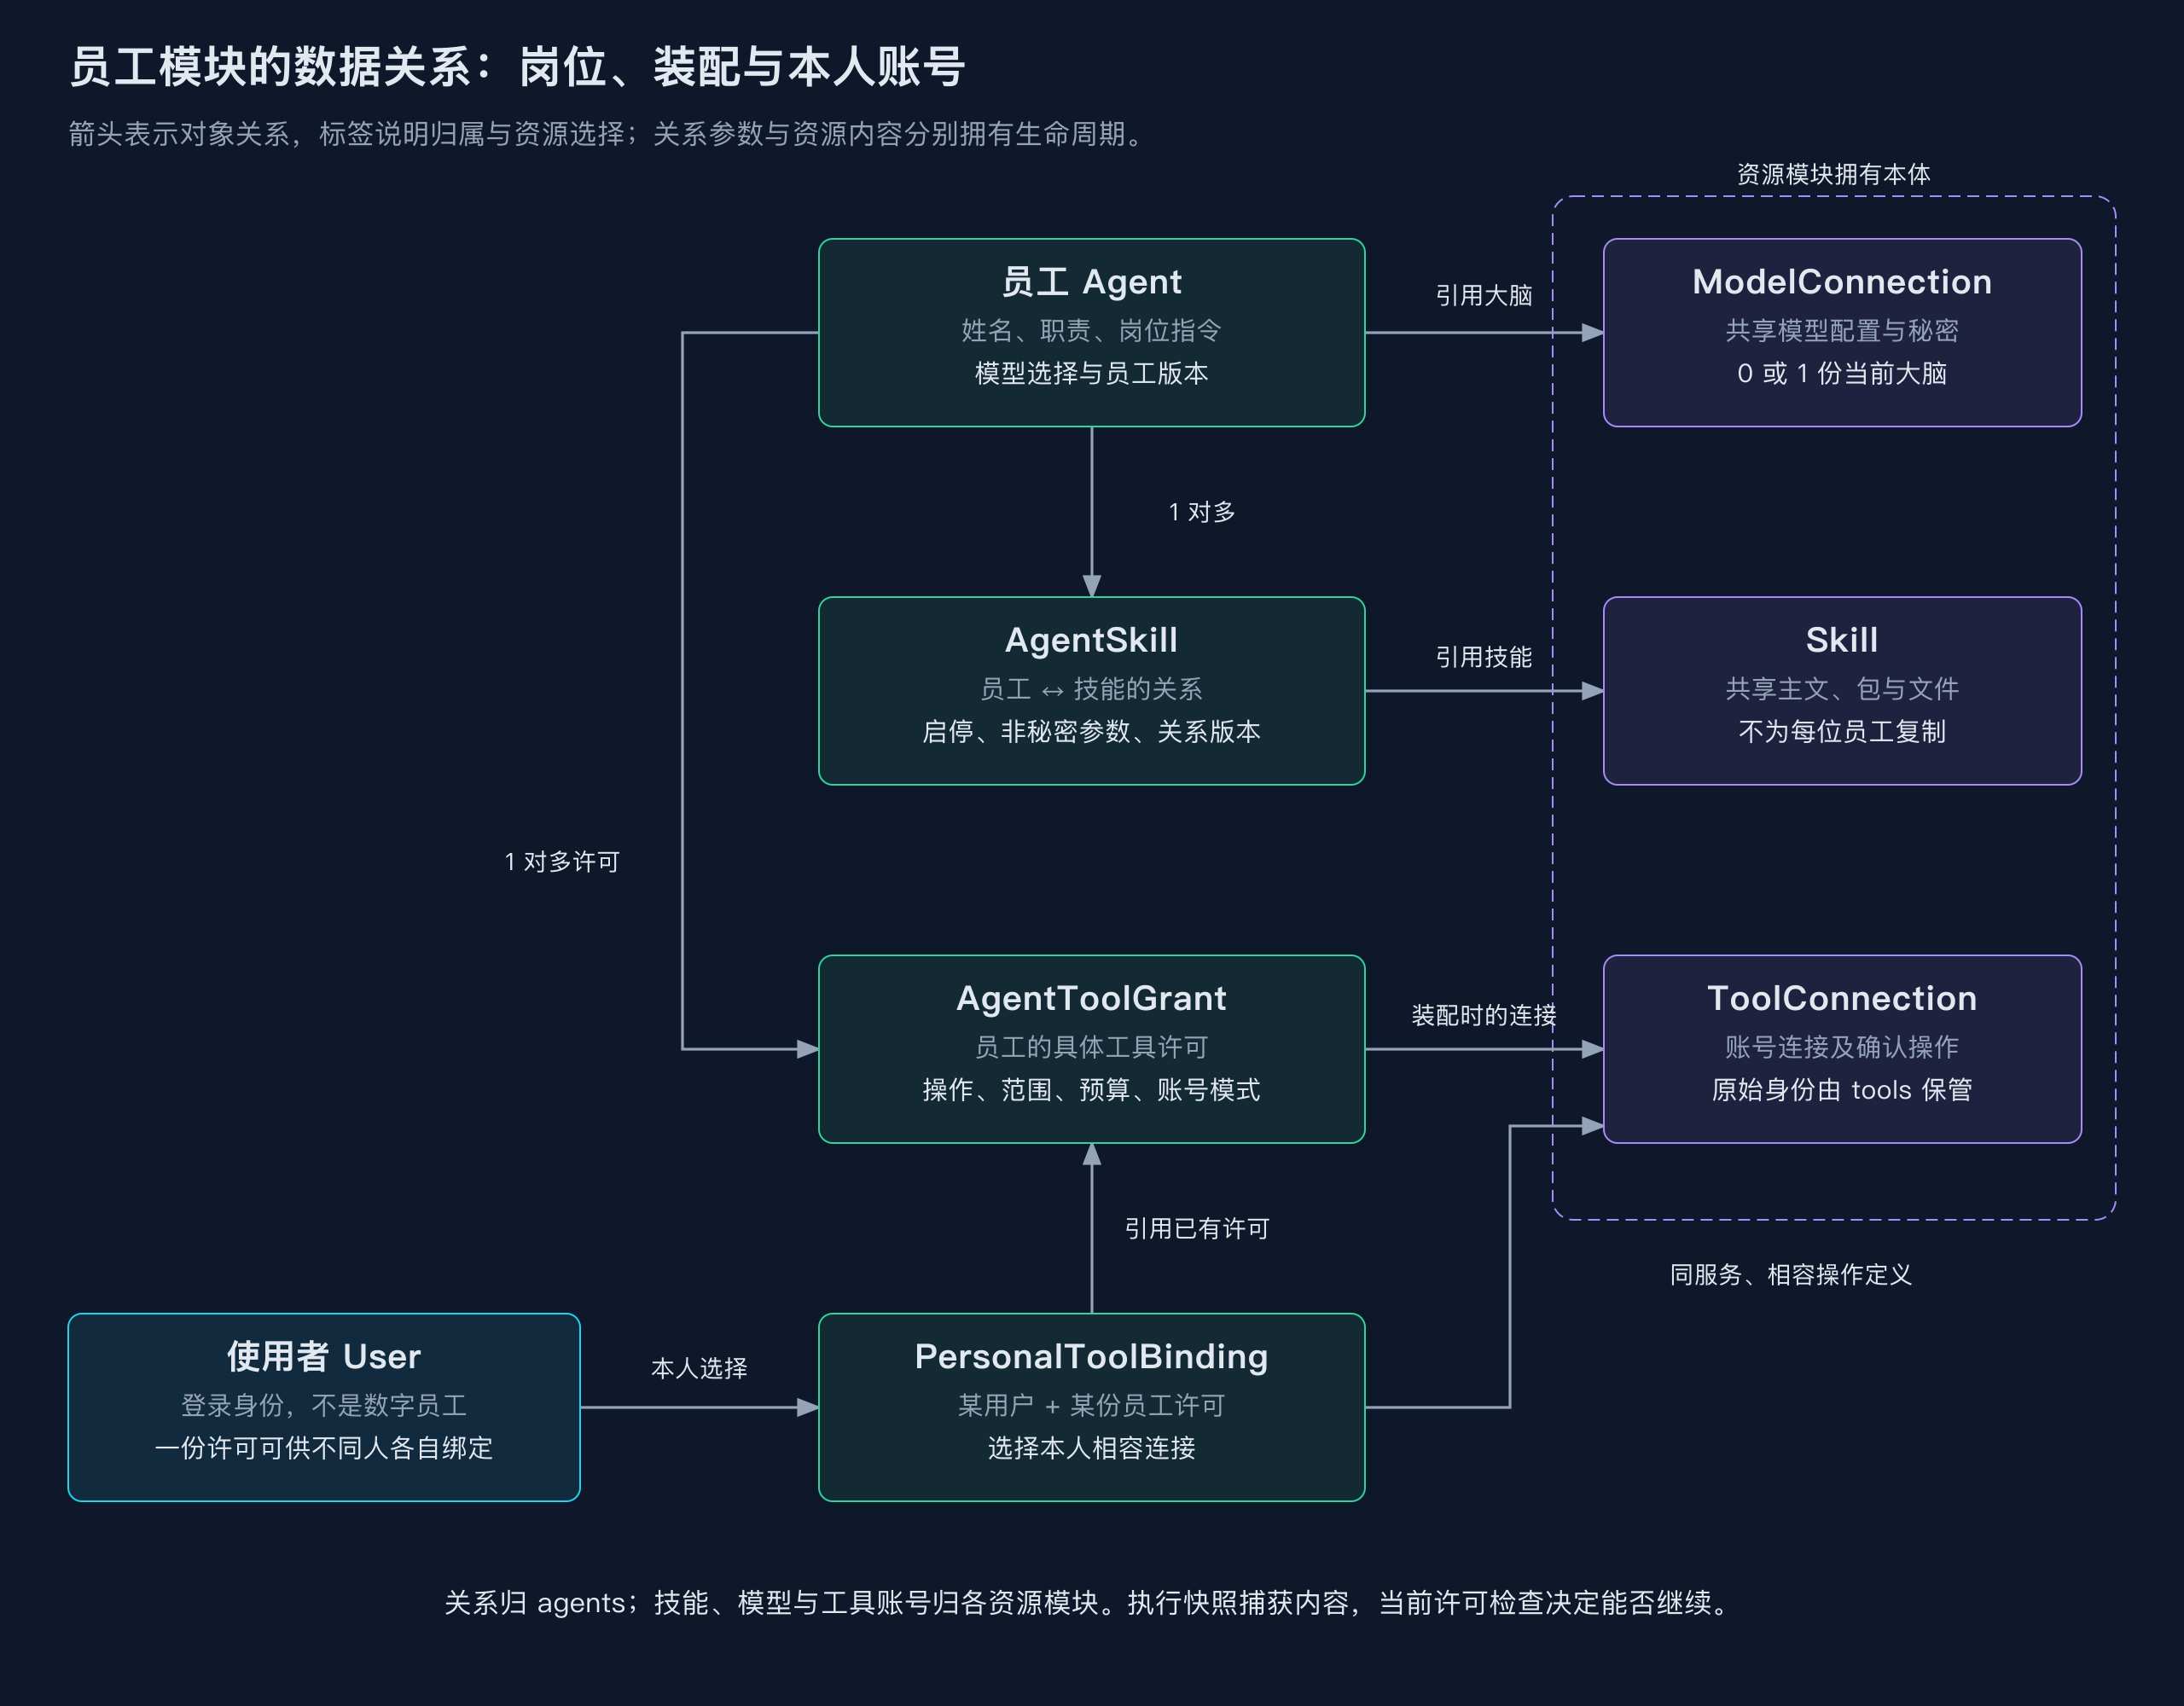 员工模块的数据关系：岗位、装配与本人账号
箭头表示对象关系，标签说明归属与资源选择；关系参数与资源内容分别拥有生命周期。
资源模块拥有本体
员工 Agent
姓名、职责、岗位指令
模型选择与员工版本
引用大脑
ModelConnection
共享模型配置与秘密
0 或 1 份当前大脑
1 对多
AgentSkill
员工 ↔ 技能的关系
启停、非秘密参数、关系版本
引用技能
Skill
共享主文、包与文件
不为每位员工复制
1 对多许可
AgentToolGrant
员工的具体工具许可
操作、范围、预算、账号模式
装配时的连接
ToolConnection
账号连接及确认操作
原始身份由 tools 保管
引用已有许可
同服务、相容操作定义
使用者 User
登录身份，不是数字员工
一份许可可供不同人各自绑定
本人选择
PersonalToolBinding
某用户 + 某份员工许可
选择本人相容连接
关系归 agents；技能、模型与工具账号归各资源模块。执行快照捕获内容，当前许可检查决定能否继续。